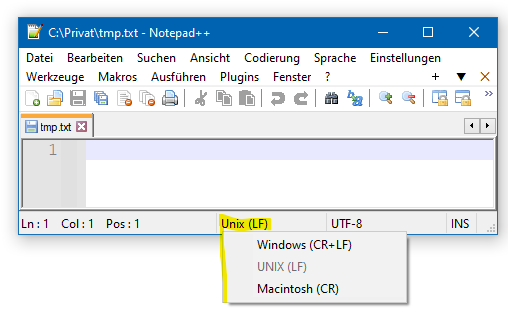 C:\Privat\tmp.txt - Notepad++
Datei Bearbeiten Suchen Ansicht Codierung Sprache Einstellungen
Werkzeuge Makros Ausführen Plugins Fenster ? + ▼ X
tmp.txt
1
Ln : 1 Col : 1 Pos : 1 Unix (LF) UTF-8 INS
Windows (CR+LF)
UNIX (LF)
Macintosh (CR)